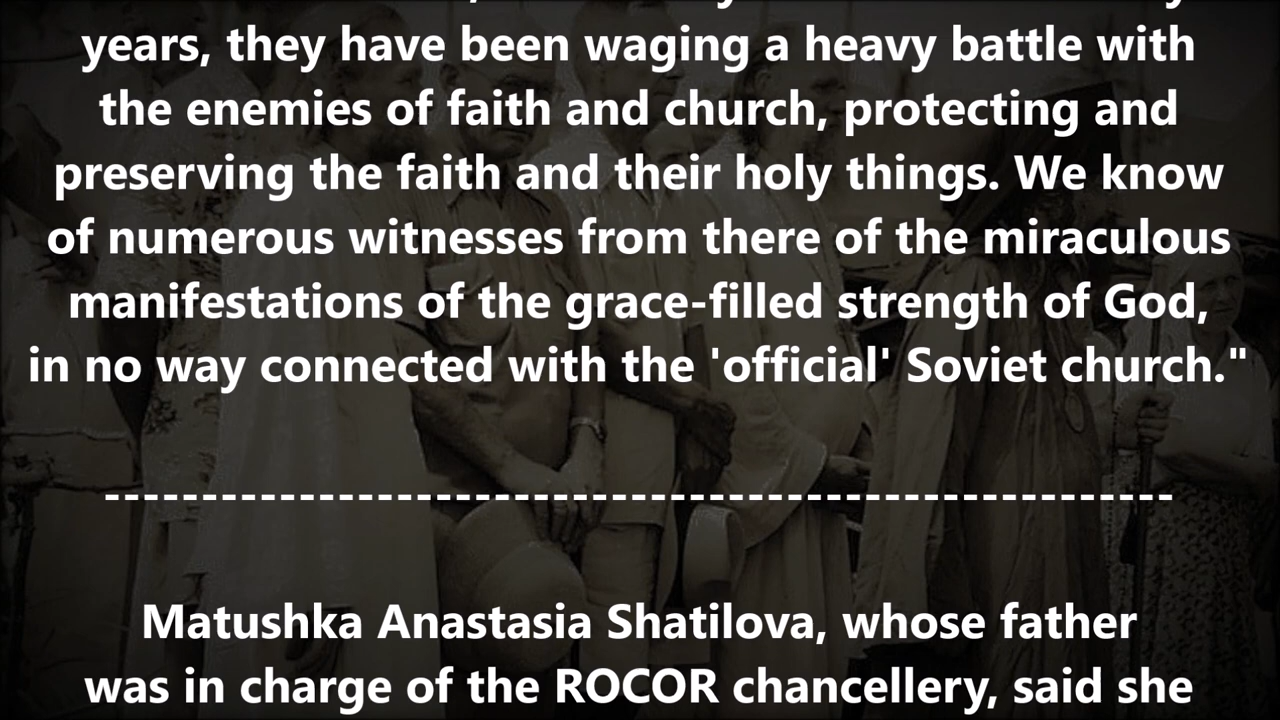 years, they have been waging a heavy battle with
the enemies of faith and church, protecting and
preserving the faith and their holy things. We know
of numerous witnesses from there of the miraculous
manifestations of the grace-filled strength of God,
in no way connected with the 'official' Soviet church."
-------------------------------------------------------
Matushka Anastasia Shatilova, whose father
was in charge of the ROCOR chancellery, said she